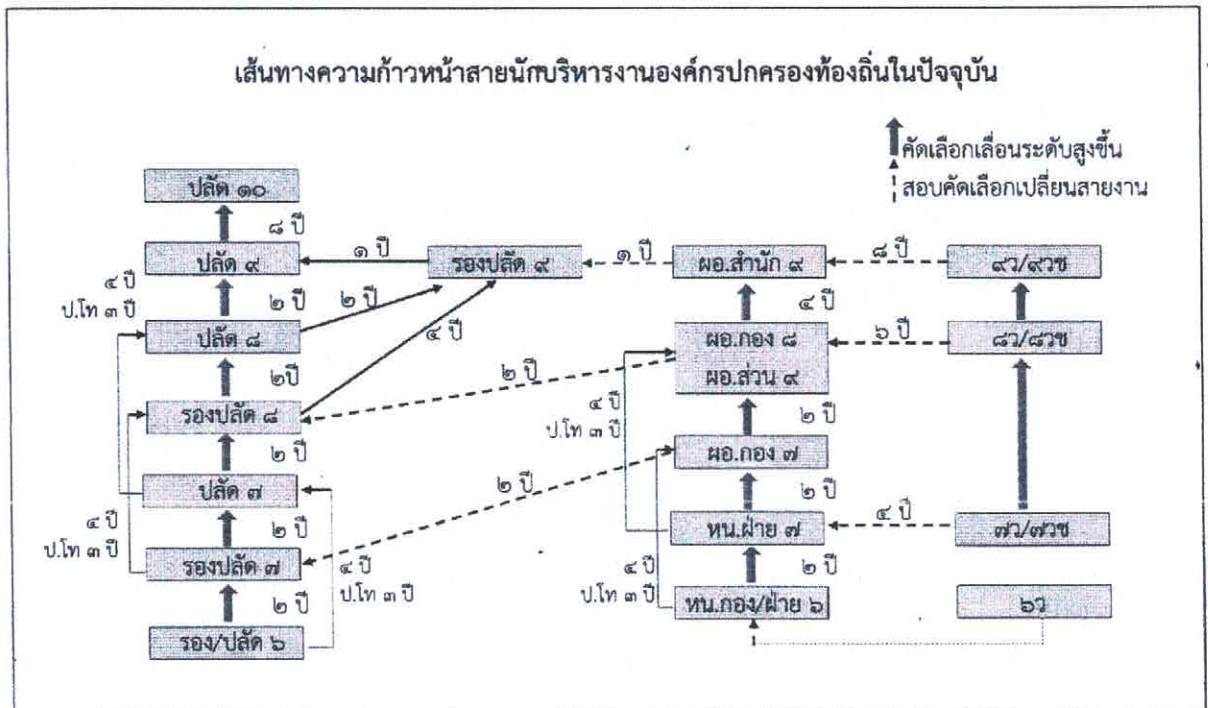 เส้นทางความก้าวหน้าสายนักบริหารงานองค์กรปกครองท้องถิ่นในปัจจุบัน
คัดเลือกเลื่อนระดับสูงขึ้น
สอบคัดเลือกเปลี่ยนสายงาน
ปลัด ๑๐
๘ ปี
ปลัด ๙
๑ ปี
รองปลัด ๙
๑ ปี
ผอ.สำนัก ๙
๙ว/๙วช
๔ ปี
ป.โท ๓ ปี
๒ ปี
๒ ปี
๔ ปี
๔ ปี
ปลัด ๘
ผอ.กอง ๘
ผอ.ส่วน ๙
๖ ปี
๘ว/๘วช
๒ปี
๒ ปี
รองปลัด ๘
๔ ปี
ป.โท ๓ ปี
๒ ปี
๒ ปี
ผอ.กอง ๗
ปลัด ๗
๒ ปี
๒ ปี
๔ ปี
ป.โท ๓ ปี
๒ ปี
หน.ฝ่าย ๗
๔ ปี
๗ว/๗วช
รองปลัด ๗
๔ ปี
ป.โท ๓ ปี
๔ ปี
ป.โท ๓ ปี
๒ ปี
๒ ปี
รอง/ปลัด ๖
หน.กอง/ฝ่าย ๖
๖ว